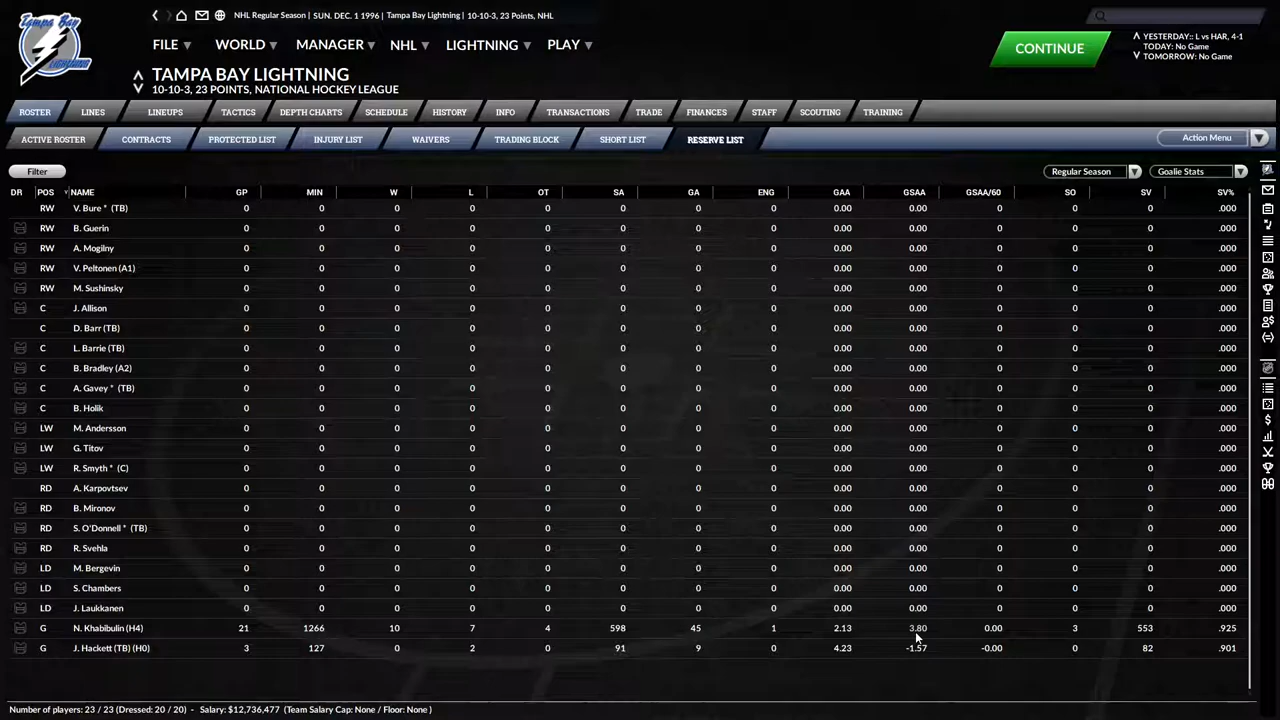 TAMPA BAY
LIGHTNING
NHL Regular Season | SUN. DEC. 1 1996 | Tampa Bay Lightning | 10-10-3, 23 Points, NHL
FILE WORLD MANAGER NHL LIGHTNING PLAY
CONTINUE
YESTERDAY:: L vs HAR, 4-1
TODAY: No Game
TOMORROW: No Game
TAMPA BAY LIGHTNING
10-10-3, 23 POINTS, NATIONAL HOCKEY LEAGUE
ROSTER LINES LINEUPS TACTICS DEPTH CHARTS SCHEDULE HISTORY INFO TRANSACTIONS TRADE FINANCES STAFF SCOUTING TRAINING
ACTIVE ROSTER CONTRACTS PROTECTED LIST INJURY LIST WAIVERS TRADING BLOCK SHORT LIST RESERVE LIST Action Menu
Filter Regular Season Goalie Stats
DR POS NAME GP MIN W L OT SA GA ENG GAA GSAA GSAA/60 SO SV SV%
RW V. Bure * (TB) 0 0 0 0 0 0 0 0 0.00 0.00 0 0 0 .000
RW B. Guerin 0 0 0 0 0 0 0 0 0.00 0.00 0 0 0 .000
RW A. Mogilny 0 0 0 0 0 0 0 0 0.00 0.00 0 0 0 .000
RW V. Peltonen (A1) 0 0 0 0 0 0 0 0 0.00 0.00 0 0 0 .000
RW M. Sushinsky 0 0 0 0 0 0 0 0 0.00 0.00 0 0 0 .000
C J. Allison 0 0 0 0 0 0 0 0 0.00 0.00 0 0 0 .000
C D. Barr (TB) 0 0 0 0 0 0 0 0 0.00 0.00 0 0 0 .000
C L. Barrie (TB) 0 0 0 0 0 0 0 0 0.00 0.00 0 0 0 .000
C B. Bradley (A2) 0 0 0 0 0 0 0 0 0.00 0.00 0 0 0 .000
C A. Gavey * (TB) 0 0 0 0 0 0 0 0 0.00 0.00 0 0 0 .000
C B. Holik 0 0 0 0 0 0 0 0 0.00 0.00 0 0 0 .000
LW M. Andersson 0 0 0 0 0 0 0 0 0.00 0.00 0 0 0 .000
LW G. Titov 0 0 0 0 0 0 0 0 0.00 0.00 0 0 0 .000
LW R. Smyth * (C) 0 0 0 0 0 0 0 0 0.00 0.00 0 0 0 .000
RD A. Karpovtsev 0 0 0 0 0 0 0 0 0.00 0.00 0 0 0 .000
RD B. Mironov 0 0 0 0 0 0 0 0 0.00 0.00 0 0 0 .000
RD S. O'Donnell * (TB) 0 0 0 0 0 0 0 0 0.00 0.00 0 0 0 .000
RD R. Svehla 0 0 0 0 0 0 0 0 0.00 0.00 0 0 0 .000
LD M. Bergevin 0 0 0 0 0 0 0 0 0.00 0.00 0 0 0 .000
LD S. Chambers 0 0 0 0 0 0 0 0 0.00 0.00 0 0 0 .000
LD J. Laukkanen 0 0 0 0 0 0 0 0 0.00 0.00 0 0 0 .000
G N. Khabibulin (H4) 21 1266 10 7 4 598 45 1 2.13 3.80 0.00 3 553 .925
G J. Hackett (TB) (H0) 3 127 0 2 0 91 9 0 4.23 -1.57 -0.00 0 82 .901
Number of players: 23 / 23 (Dressed: 20 / 20) - Salary: $12,736,477 (Team Salary Cap: None / Floor: None )